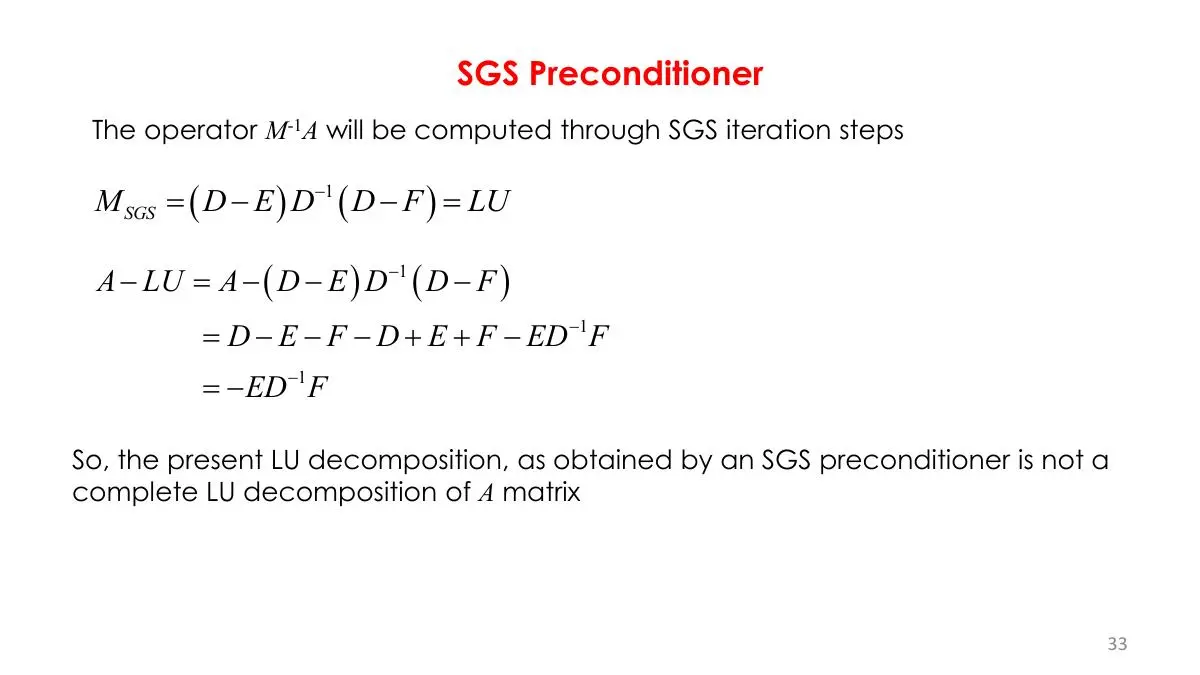 SGS Preconditioner
The operator M⁻¹A will be computed through SGS iteration steps
M_SGS = (D − E) D⁻¹ (D − F) = LU
A − LU = A − (D − E) D⁻¹ (D − F)
= D − E − F − D + E + F − ED⁻¹F
= −ED⁻¹F
So, the present LU decomposition, as obtained by an SGS preconditioner is not a
complete LU decomposition of A matrix
33